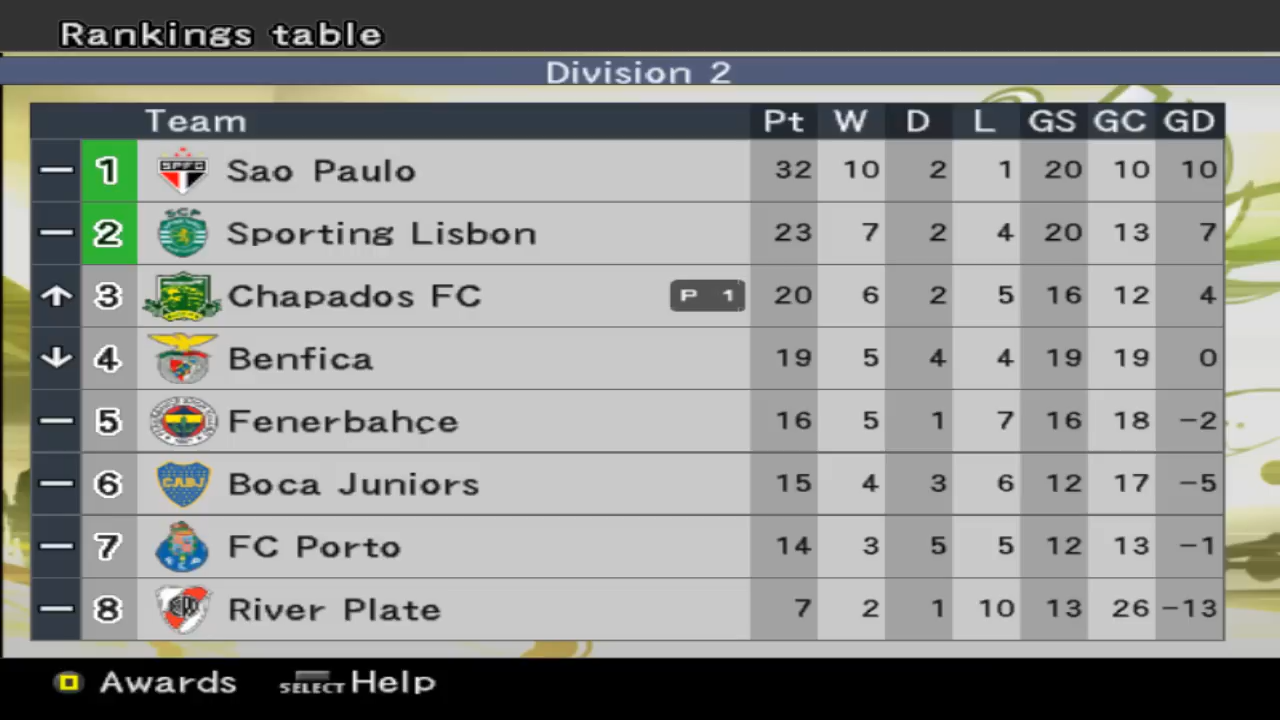 Rankings table
Division 2
Team Pt W D L GS GC GD
1 SPFC Sao Paulo 32 10 2 1 20 10 10
2 SCP Sporting Lisbon 23 7 2 4 20 13 7
3 Chapados FC P 1 20 6 2 5 16 12 4
4 Benfica 19 5 4 4 19 19 0
5 Fenerbahçe 16 5 1 7 16 18 -2
6 CABJ Boca Juniors 15 4 3 6 12 17 -5
7 FC Porto 14 3 5 5 12 13 -1
8 River Plate 7 2 1 10 13 26 -13
Awards SELECT Help